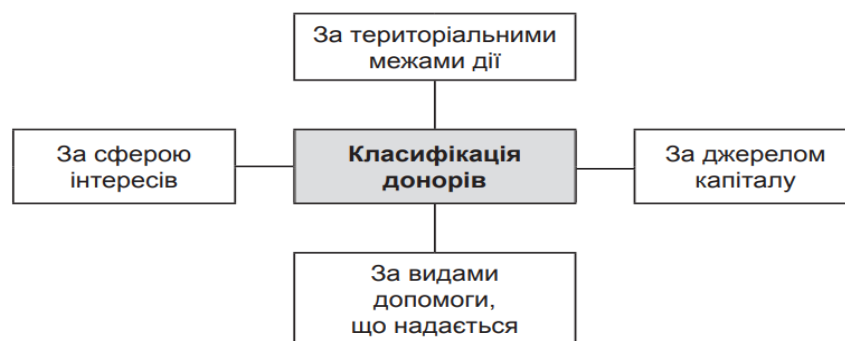 За територіальними
межами дії
За сферою
інтересів
Класифікація
донорів
За джерелом
капіталу
За видами
допомоги,
що надається